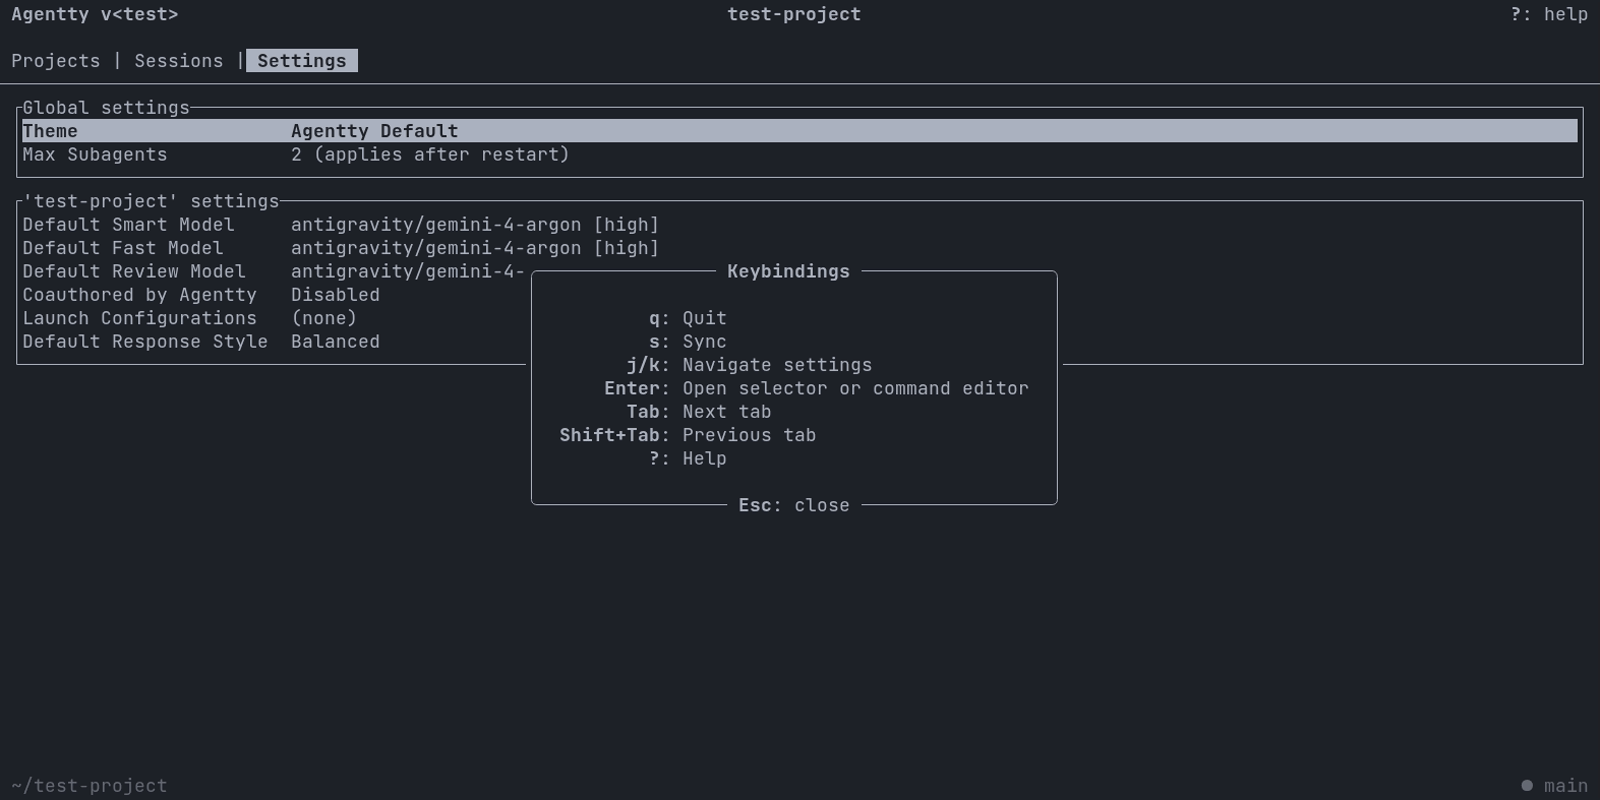 Agentty v<test> test-project ?: help
Projects | Sessions | Settings
Global settings
Theme Agentty Default
Max Subagents 2 (applies after restart)
'test-project' settings
Default Smart Model antigravity/gemini-4-argon [high]
Default Fast Model antigravity/gemini-4-argon [high]
Default Review Model antigravity/gemini-4-
Coauthored by Agentty Disabled
Launch Configurations (none)
Default Response Style Balanced
Keybindings
q: Quit
s: Sync
j/k: Navigate settings
Enter: Open selector or command editor
Tab: Next tab
Shift+Tab: Previous tab
?: Help
Esc: close
~/test-project ● main